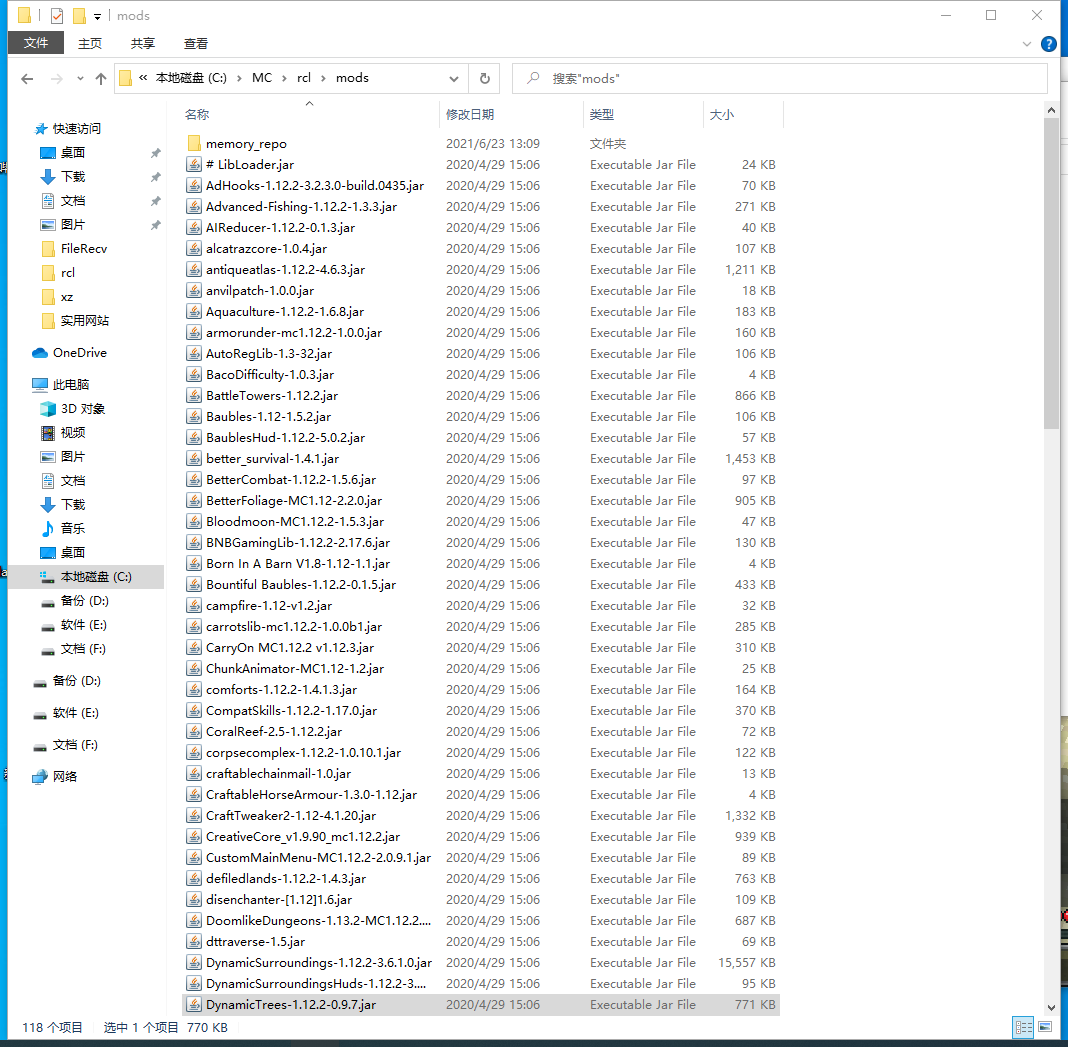 mods
文件 主页 共享 查看
« 本地磁盘 (C:) › MC › rcl › mods 搜索"mods"
快速访问
桌面
下载
文档
图片
FileRecv
rcl
xz
实用网站
OneDrive
此电脑
3D 对象
视频
图片
文档
下载
音乐
桌面
本地磁盘 (C:)
备份 (D:)
软件 (E:)
文档 (F:)
备份 (D:)
软件 (E:)
文档 (F:)
网络
名称 修改日期 类型 大小
memory_repo 2021/6/23 13:09 文件夹
# LibLoader.jar 2020/4/29 15:06 Executable Jar File 24 KB
AdHooks-1.12.2-3.2.3.0-build.0435.jar 2020/4/29 15:06 Executable Jar File 70 KB
Advanced-Fishing-1.12.2-1.3.3.jar 2020/4/29 15:06 Executable Jar File 271 KB
AIReducer-1.12.2-0.1.3.jar 2020/4/29 15:06 Executable Jar File 40 KB
alcatrazcore-1.0.4.jar 2020/4/29 15:06 Executable Jar File 107 KB
antiqueatlas-1.12.2-4.6.3.jar 2020/4/29 15:06 Executable Jar File 1,211 KB
anvilpatch-1.0.0.jar 2020/4/29 15:06 Executable Jar File 18 KB
Aquaculture-1.12.2-1.6.8.jar 2020/4/29 15:06 Executable Jar File 183 KB
armorunder-mc1.12.2-1.0.0.jar 2020/4/29 15:06 Executable Jar File 160 KB
AutoRegLib-1.3-32.jar 2020/4/29 15:06 Executable Jar File 106 KB
BacoDifficulty-1.0.3.jar 2020/4/29 15:06 Executable Jar File 4 KB
BattleTowers-1.12.2.jar 2020/4/29 15:06 Executable Jar File 866 KB
Baubles-1.12-1.5.2.jar 2020/4/29 15:06 Executable Jar File 106 KB
BaublesHud-1.12.2-5.0.2.jar 2020/4/29 15:06 Executable Jar File 57 KB
better_survival-1.4.1.jar 2020/4/29 15:06 Executable Jar File 1,453 KB
BetterCombat-1.12.2-1.5.6.jar 2020/4/29 15:06 Executable Jar File 97 KB
BetterFoliage-MC1.12-2.2.0.jar 2020/4/29 15:06 Executable Jar File 905 KB
Bloodmoon-MC1.12.2-1.5.3.jar 2020/4/29 15:06 Executable Jar File 47 KB
BNBGamingLib-1.12.2-2.17.6.jar 2020/4/29 15:06 Executable Jar File 130 KB
Born In A Barn V1.8-1.12-1.1.jar 2020/4/29 15:06 Executable Jar File 4 KB
Bountiful Baubles-1.12.2-0.1.5.jar 2020/4/29 15:06 Executable Jar File 433 KB
campfire-1.12-v1.2.jar 2020/4/29 15:06 Executable Jar File 32 KB
carrotslib-mc1.12.2-1.0.0b1.jar 2020/4/29 15:06 Executable Jar File 285 KB
CarryOn MC1.12.2 v1.12.3.jar 2020/4/29 15:06 Executable Jar File 310 KB
ChunkAnimator-MC1.12-1.2.jar 2020/4/29 15:06 Executable Jar File 25 KB
comforts-1.12.2-1.4.1.3.jar 2020/4/29 15:06 Executable Jar File 164 KB
CompatSkills-1.12.2-1.17.0.jar 2020/4/29 15:06 Executable Jar File 370 KB
CoralReef-2.5-1.12.2.jar 2020/4/29 15:06 Executable Jar File 72 KB
corpsecomplex-1.12.2-1.0.10.1.jar 2020/4/29 15:06 Executable Jar File 122 KB
craftablechainmail-1.0.jar 2020/4/29 15:06 Executable Jar File 13 KB
CraftableHorseArmour-1.3.0-1.12.jar 2020/4/29 15:06 Executable Jar File 4 KB
CraftTweaker2-1.12-4.1.20.jar 2020/4/29 15:06 Executable Jar File 1,332 KB
CreativeCore_v1.9.90_mc1.12.2.jar 2020/4/29 15:06 Executable Jar File 939 KB
CustomMainMenu-MC1.12.2-2.0.9.1.jar 2020/4/29 15:06 Executable Jar File 89 KB
defiledlands-1.12.2-1.4.3.jar 2020/4/29 15:06 Executable Jar File 763 KB
disenchanter-[1.12]1.6.jar 2020/4/29 15:06 Executable Jar File 109 KB
DoomlikeDungeons-1.13.2-MC1.12.2.... 2020/4/29 15:06 Executable Jar File 687 KB
dttraverse-1.5.jar 2020/4/29 15:06 Executable Jar File 69 KB
DynamicSurroundings-1.12.2-3.6.1.0.jar 2020/4/29 15:06 Executable Jar File 15,557 KB
DynamicSurroundingsHuds-1.12.2-3.... 2020/4/29 15:06 Executable Jar File 95 KB
DynamicTrees-1.12.2-0.9.7.jar 2020/4/29 15:06 Executable Jar File 771 KB
118 个项目 选中 1 个项目 770 KB